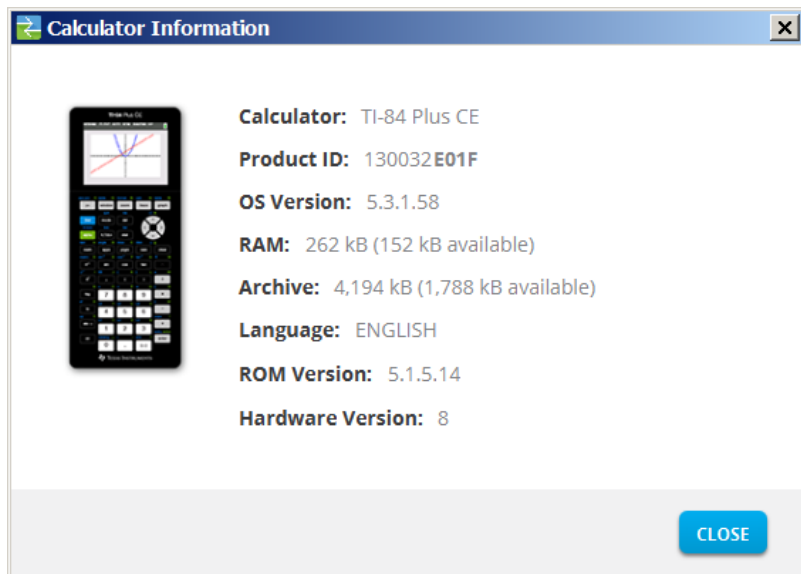 Calculator Information
Calculator: TI-84 Plus CE
Product ID: 130032E01F
OS Version: 5.3.1.58
RAM: 262 kB (152 kB available)
Archive: 4,194 kB (1,788 kB available)
Language: ENGLISH
ROM Version: 5.1.5.14
Hardware Version: 8
CLOSE